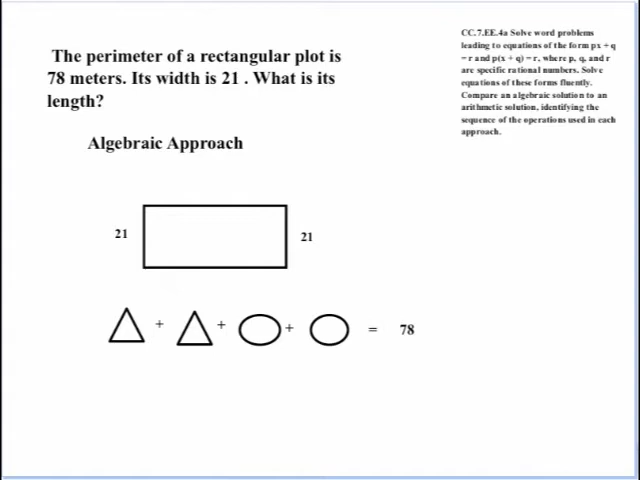 The perimeter of a rectangular plot is
78 meters. Its width is 21 . What is its
length?
CC.7.EE.4a Solve word problems
leading to equations of the form px + q
= r and p(x + q) = r, where p, q, and r
are specific rational numbers. Solve
equations of these forms fluently.
Compare an algebraic solution to an
arithmetic solution, identifying the
sequence of the operations used in each
approach.
Algebraic Approach
21
21
+ + + = 78